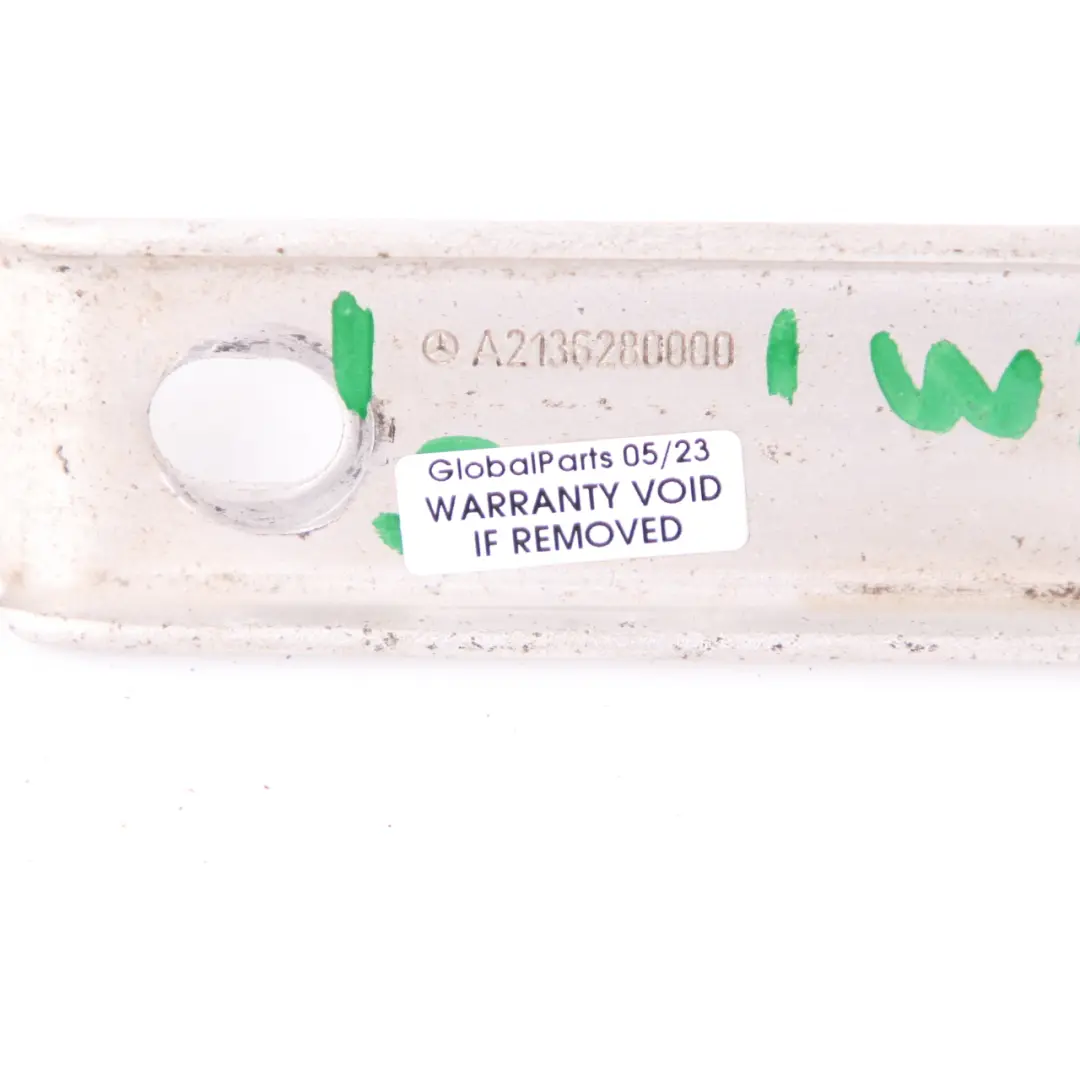 A2136280000
GlobalParts 05/23
WARRANTY VOID
IF REMOVED